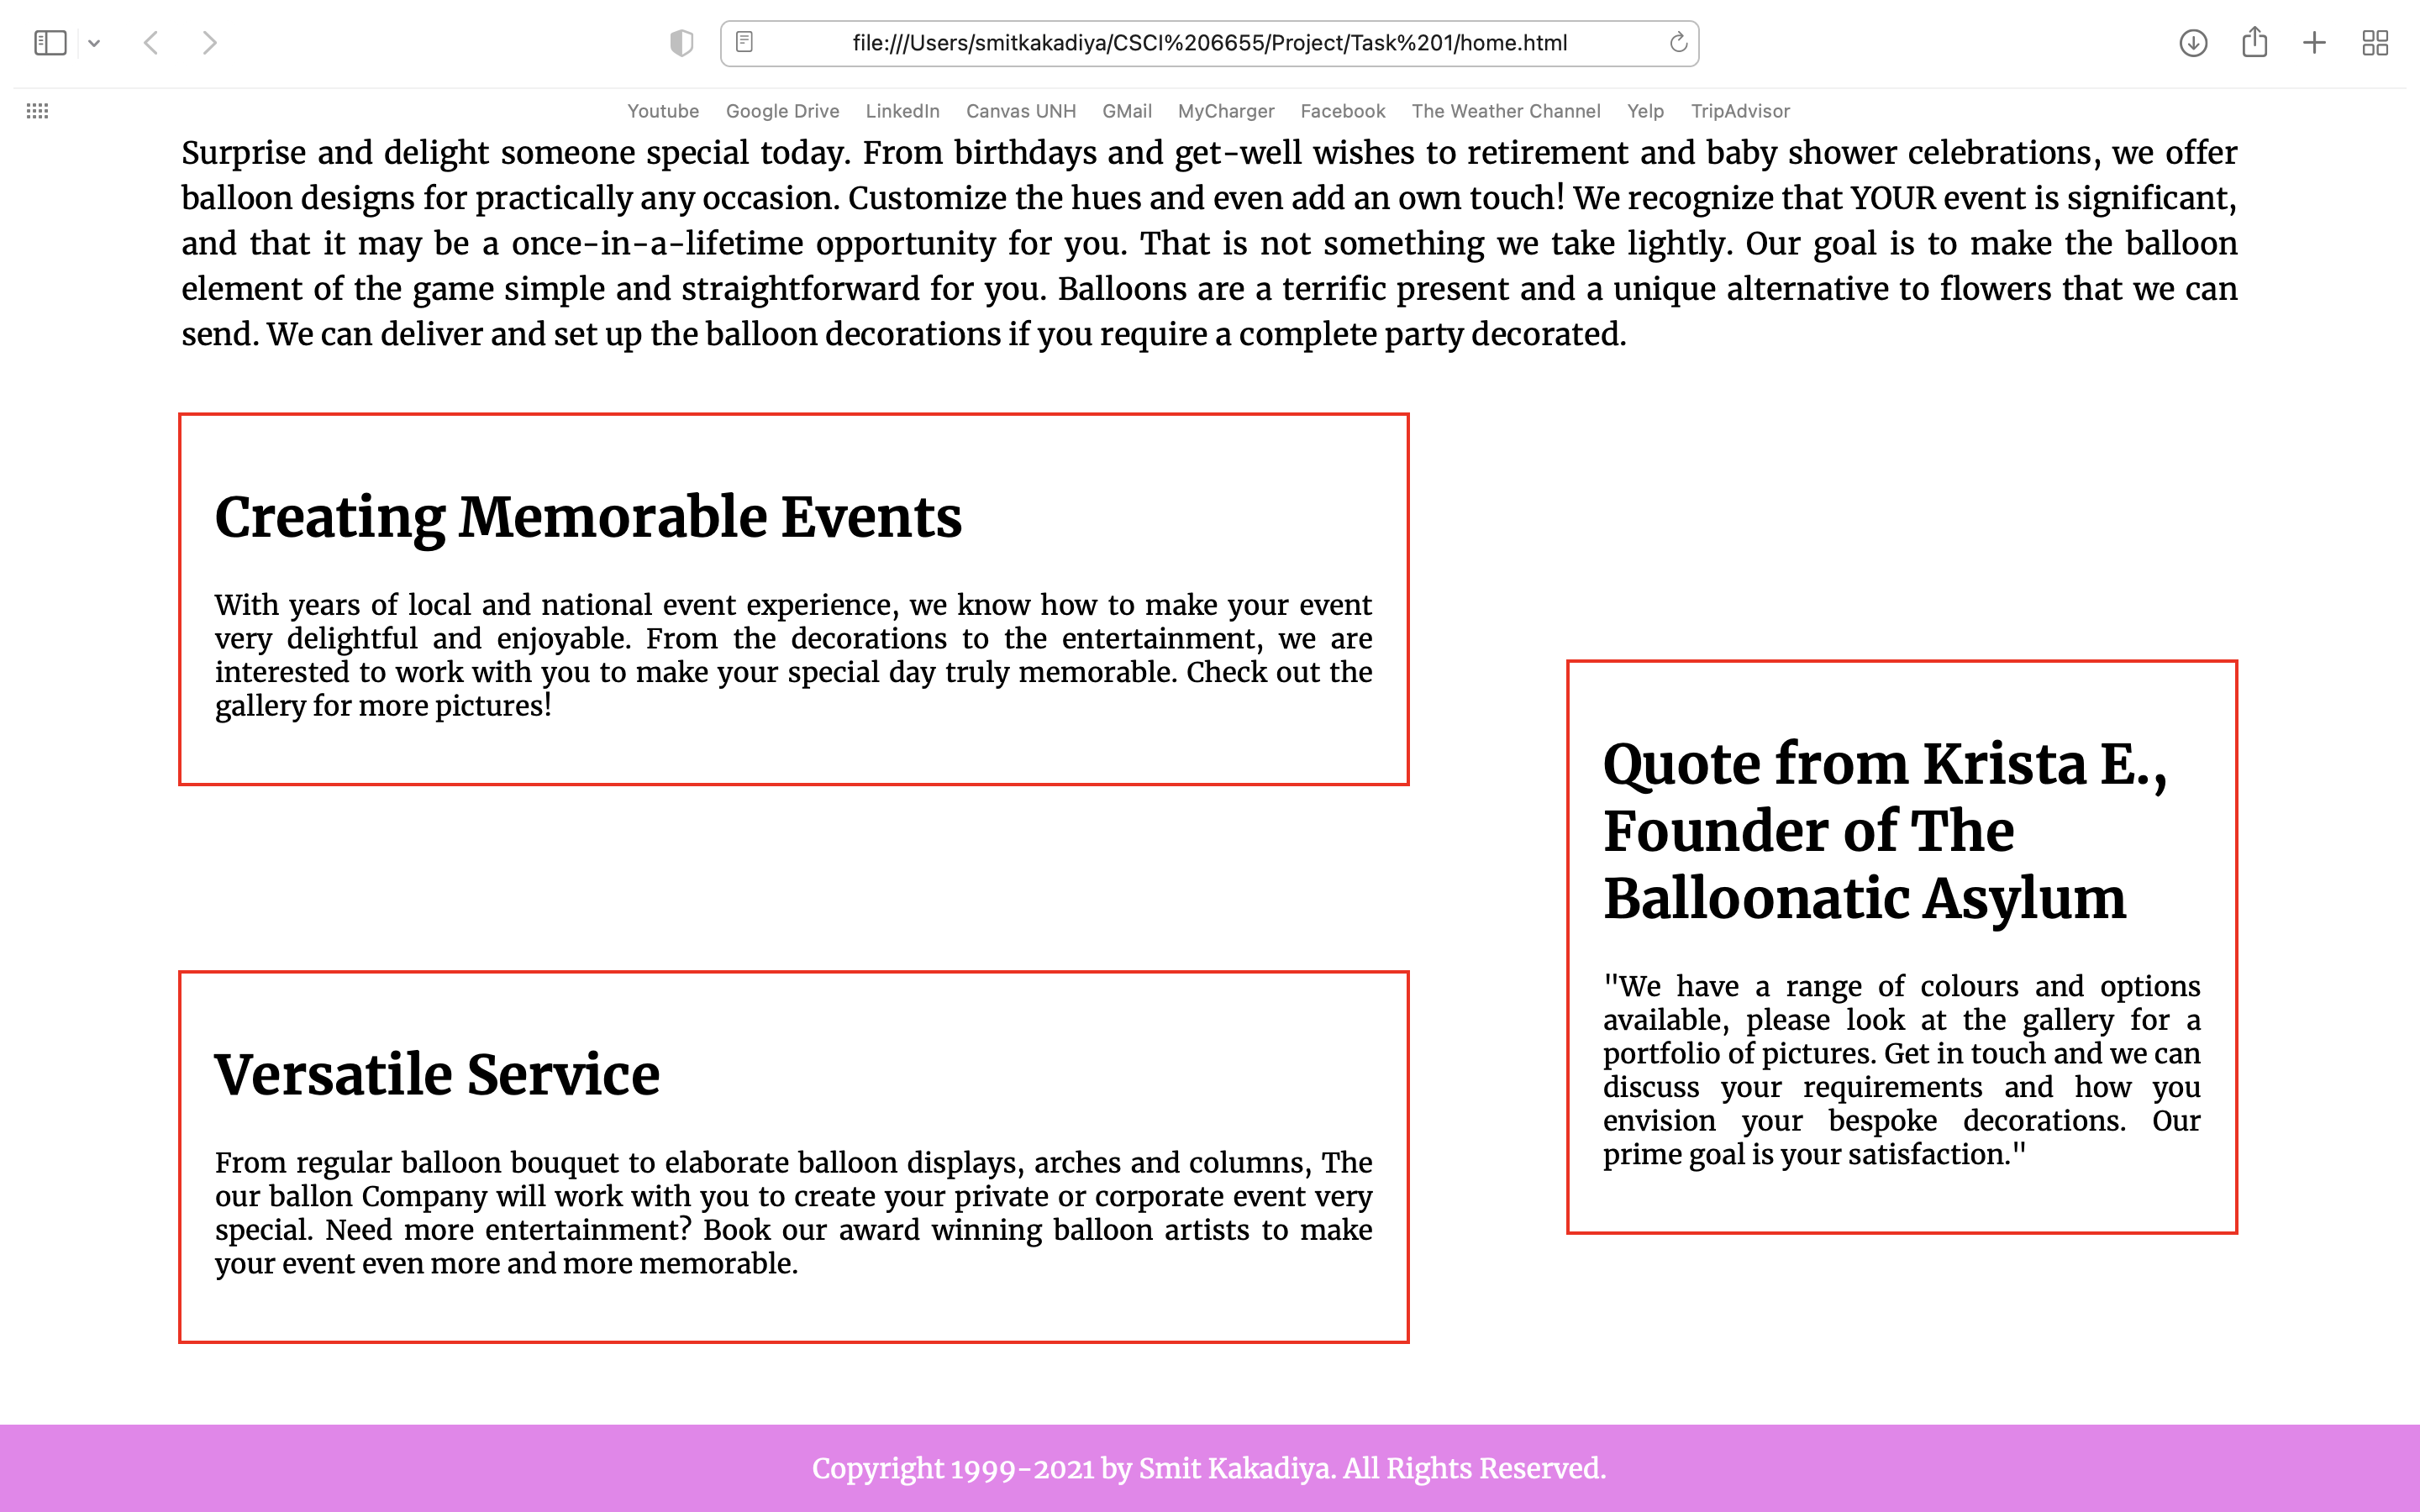 file:///Users/smitkakadiya/CSCI%206655/Project/Task%201/home.html
Youtube Google Drive LinkedIn Canvas UNH GMail MyCharger Facebook The Weather Channel Yelp TripAdvisor
Surprise and delight someone special today. From birthdays and get-well wishes to retirement and baby shower celebrations, we offer
balloon designs for practically any occasion. Customize the hues and even add an own touch! We recognize that YOUR event is significant,
and that it may be a once-in-a-lifetime opportunity for you. That is not something we take lightly. Our goal is to make the balloon
element of the game simple and straightforward for you. Balloons are a terrific present and a unique alternative to flowers that we can
send. We can deliver and set up the balloon decorations if you require a complete party decorated.
Creating Memorable Events
With years of local and national event experience, we know how to make your event
very delightful and enjoyable. From the decorations to the entertainment, we are
interested to work with you to make your special day truly memorable. Check out the
gallery for more pictures!
Versatile Service
From regular balloon bouquet to elaborate balloon displays, arches and columns, The
our ballon Company will work with you to create your private or corporate event very
special. Need more entertainment? Book our award winning balloon artists to make
your event even more and more memorable.
Quote from Krista E.,
Founder of The
Balloonatic Asylum
"We have a range of colours and options
available, please look at the gallery for a
portfolio of pictures. Get in touch and we can
discuss your requirements and how you
envision your bespoke decorations. Our
prime goal is your satisfaction."
Copyright 1999-2021 by Smit Kakadiya. All Rights Reserved.